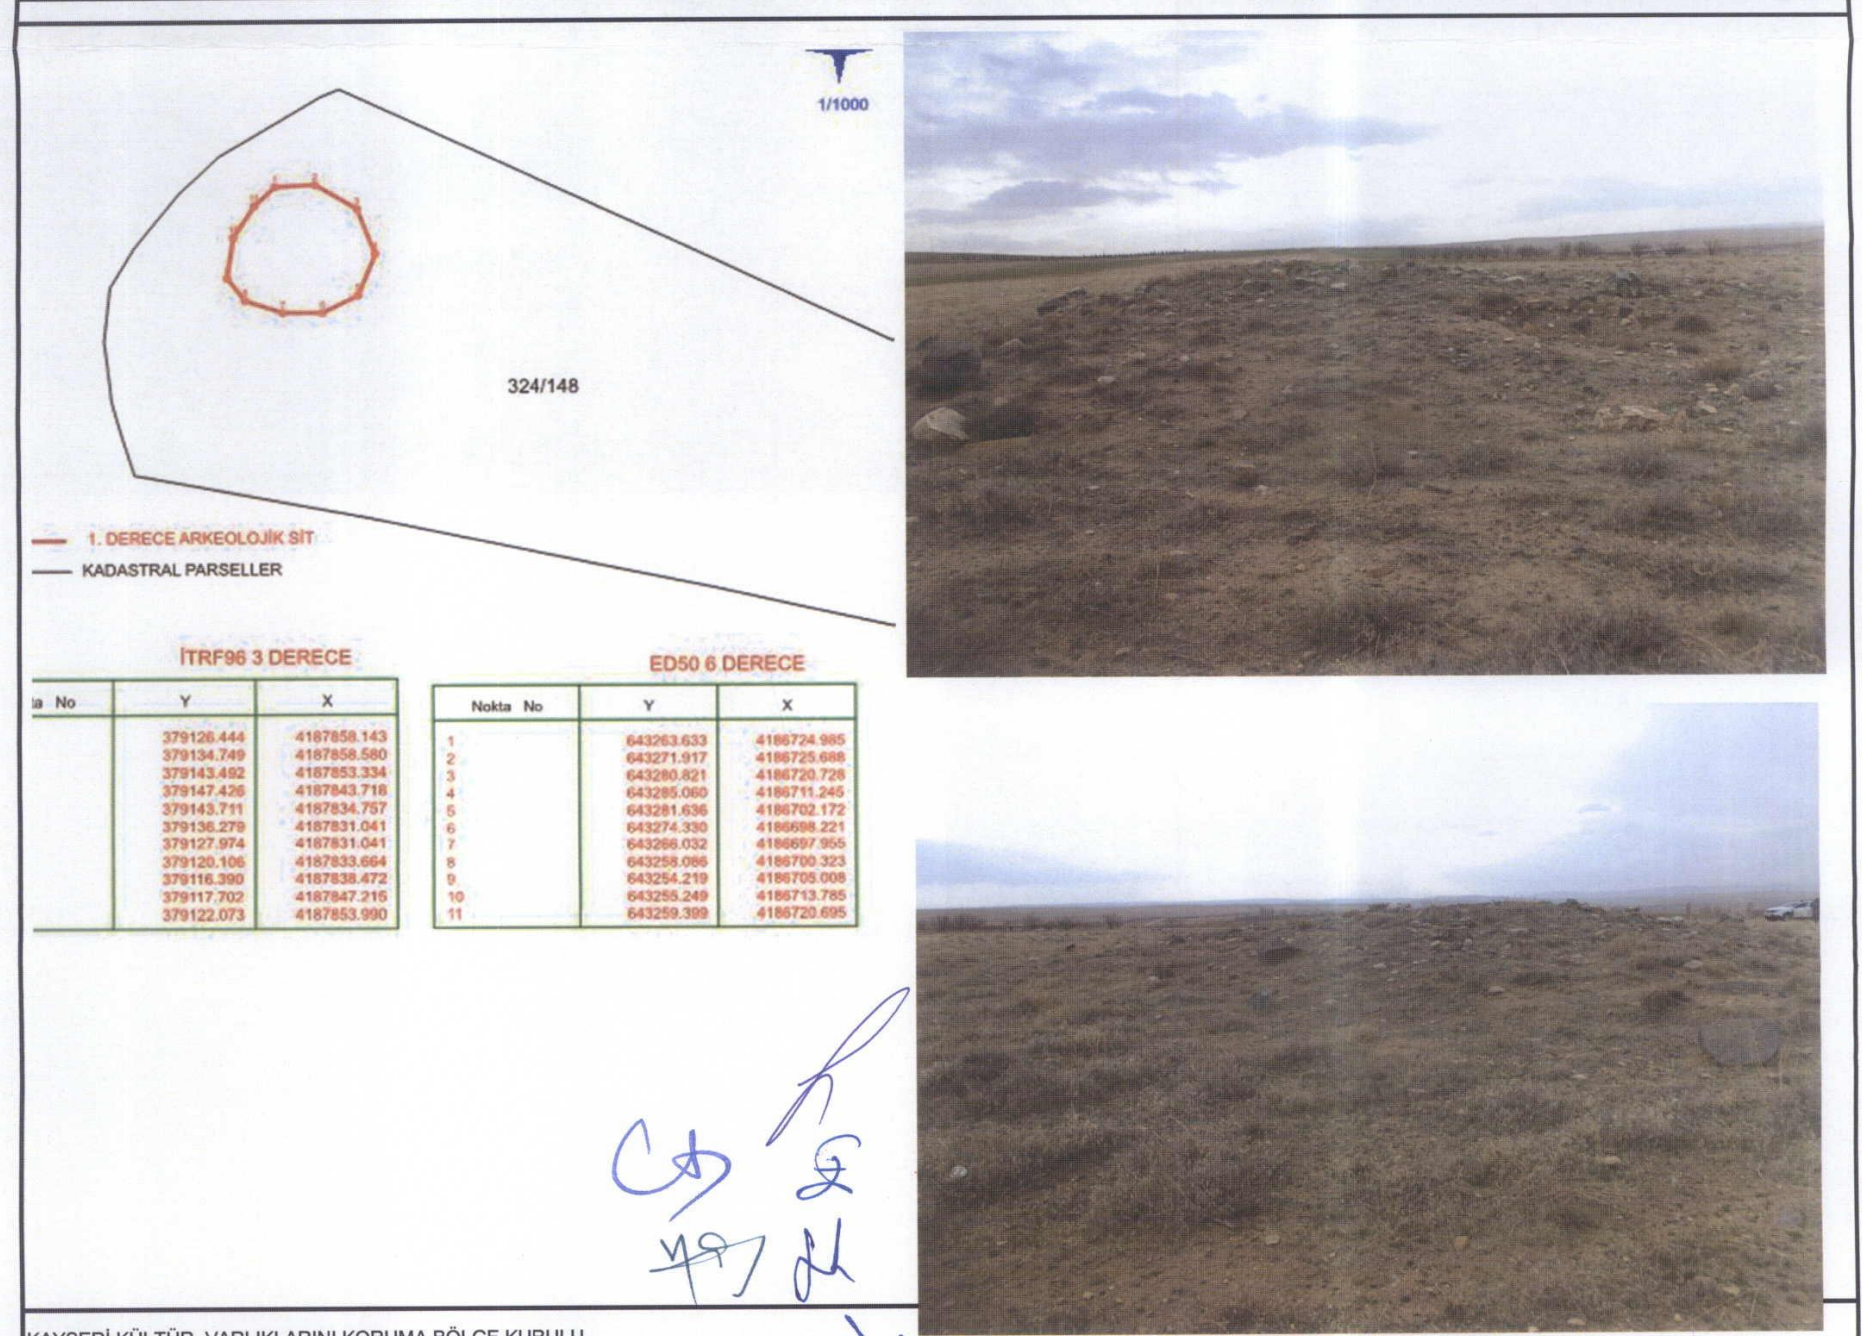 1/1000
324/148
1. DERECE ARKEOLOJİK SİT
KADASTRAL PARSELLER
İTRF96 3 DERECE
No Y X
379126.444 4187858.143
379134.749 4187858.580
379143.492 4187853.334
379147.426 4187843.718
379143.711 4187834.757
379136.279 4187831.041
379127.974 4187831.041
379120.106 4187833.664
379116.390 4187838.472
379117.702 4187847.215
379122.073 4187853.990
ED50 6 DERECE
Nokta No Y X
1 643263.633 4186724.985
2 643271.917 4186725.688
3 643280.821 4186720.728
4 643285.060 4186711.245
5 643281.636 4186702.172
6 643274.330 4186698.221
7 643266.032 4186697.955
8 643258.086 4186700.323
9 643254.219 4186705.008
10 643255.249 4186713.785
11 643259.399 4186720.695
KAYSERİ KÜLTÜR VARLIKLARINI KORUMA BÖLGE KURULU